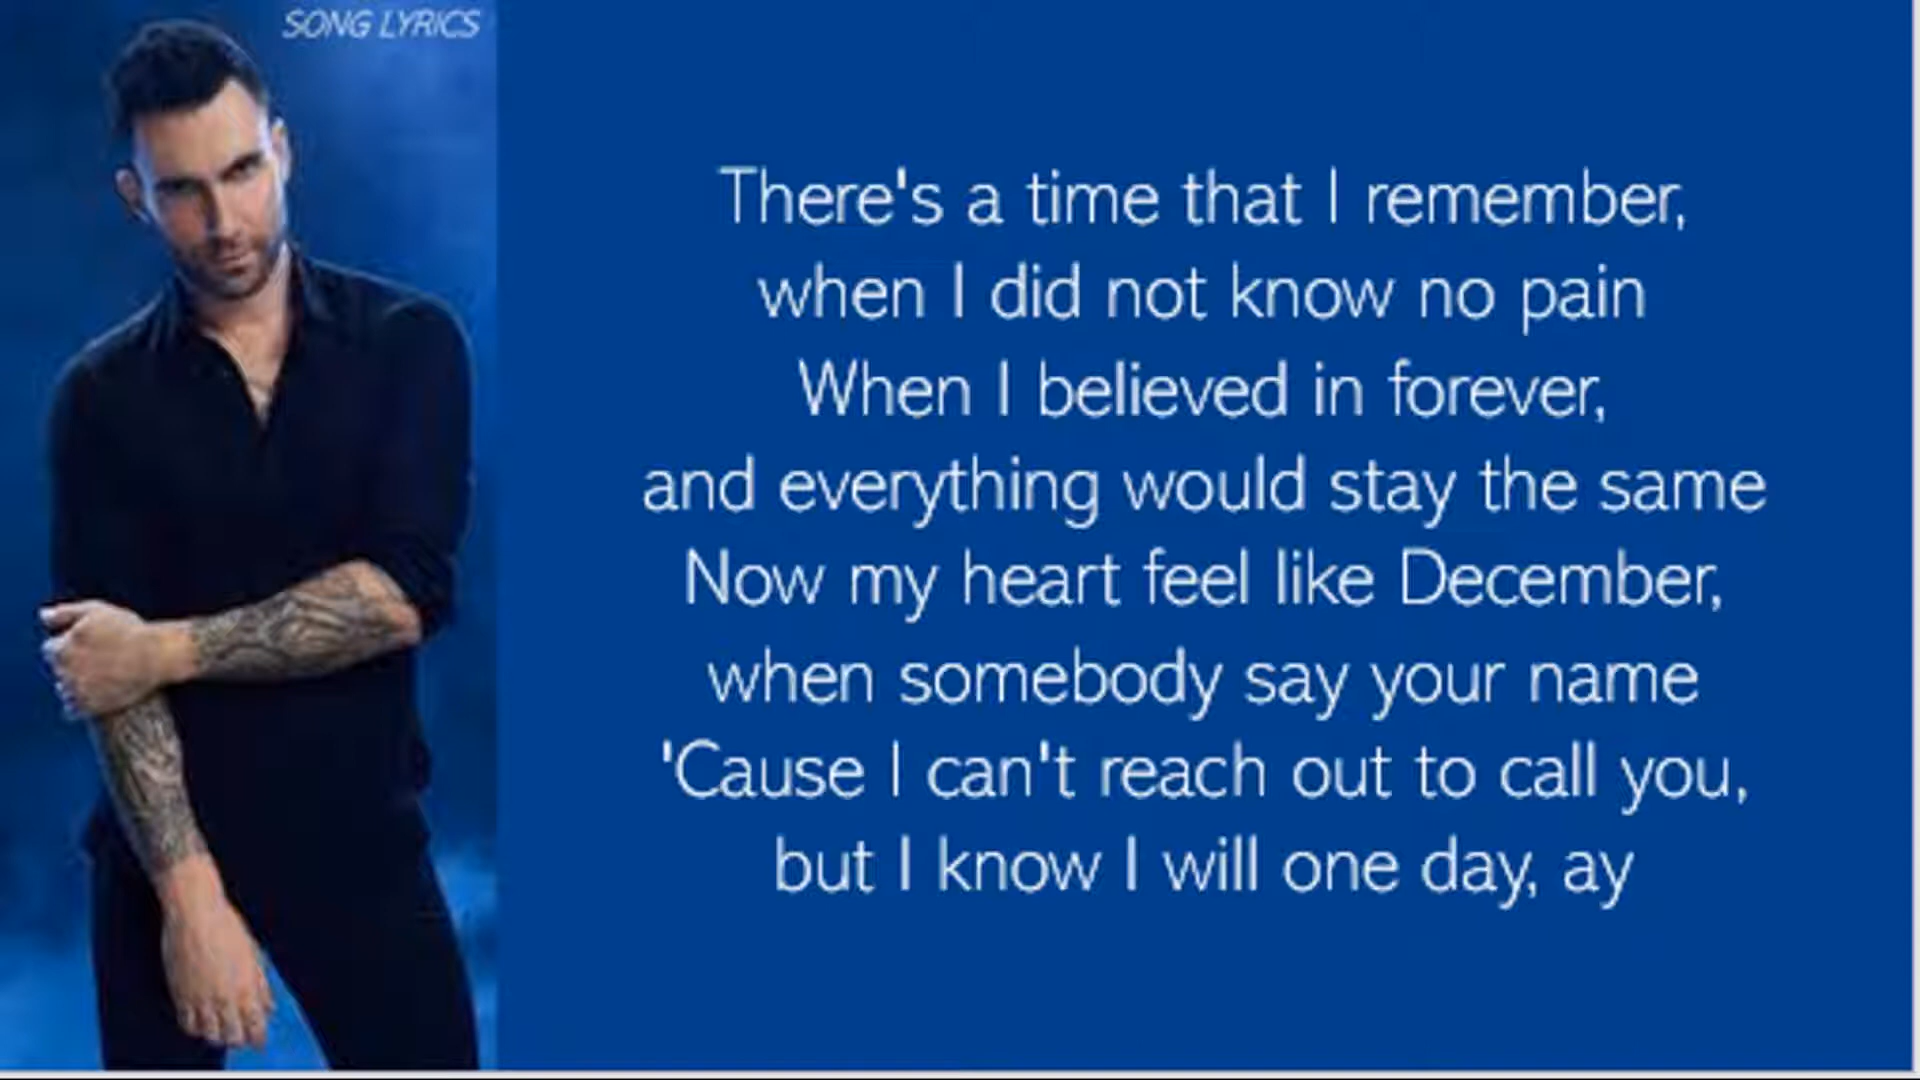 SONG LYRICS
There's a time that I remember,
when I did not know no pain
When I believed in forever,
and everything would stay the same
Now my heart feel like December,
when somebody say your name
'Cause I can't reach out to call you,
but I know I will one day, ay